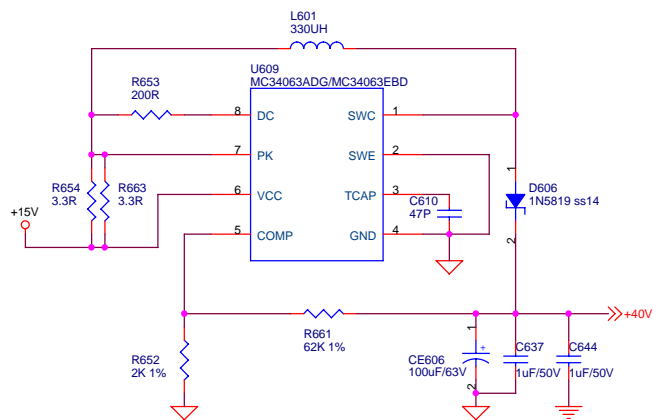 L601
330UH
U609
MC34063ADG/MC34063EBD
R653
200R
8 DC SWC 1
7 PK SWE 2
6 VCC TCAP 3
5 COMP GND 4
R654
3.3R
R663
3.3R
+15V
C610
47P
1
D606
1N5819 ss14
2
R661
62K 1%
+40V
R652
2K 1%
1
+
CE606
100uF/63V
2
C637
1uF/50V
C644
1uF/50V